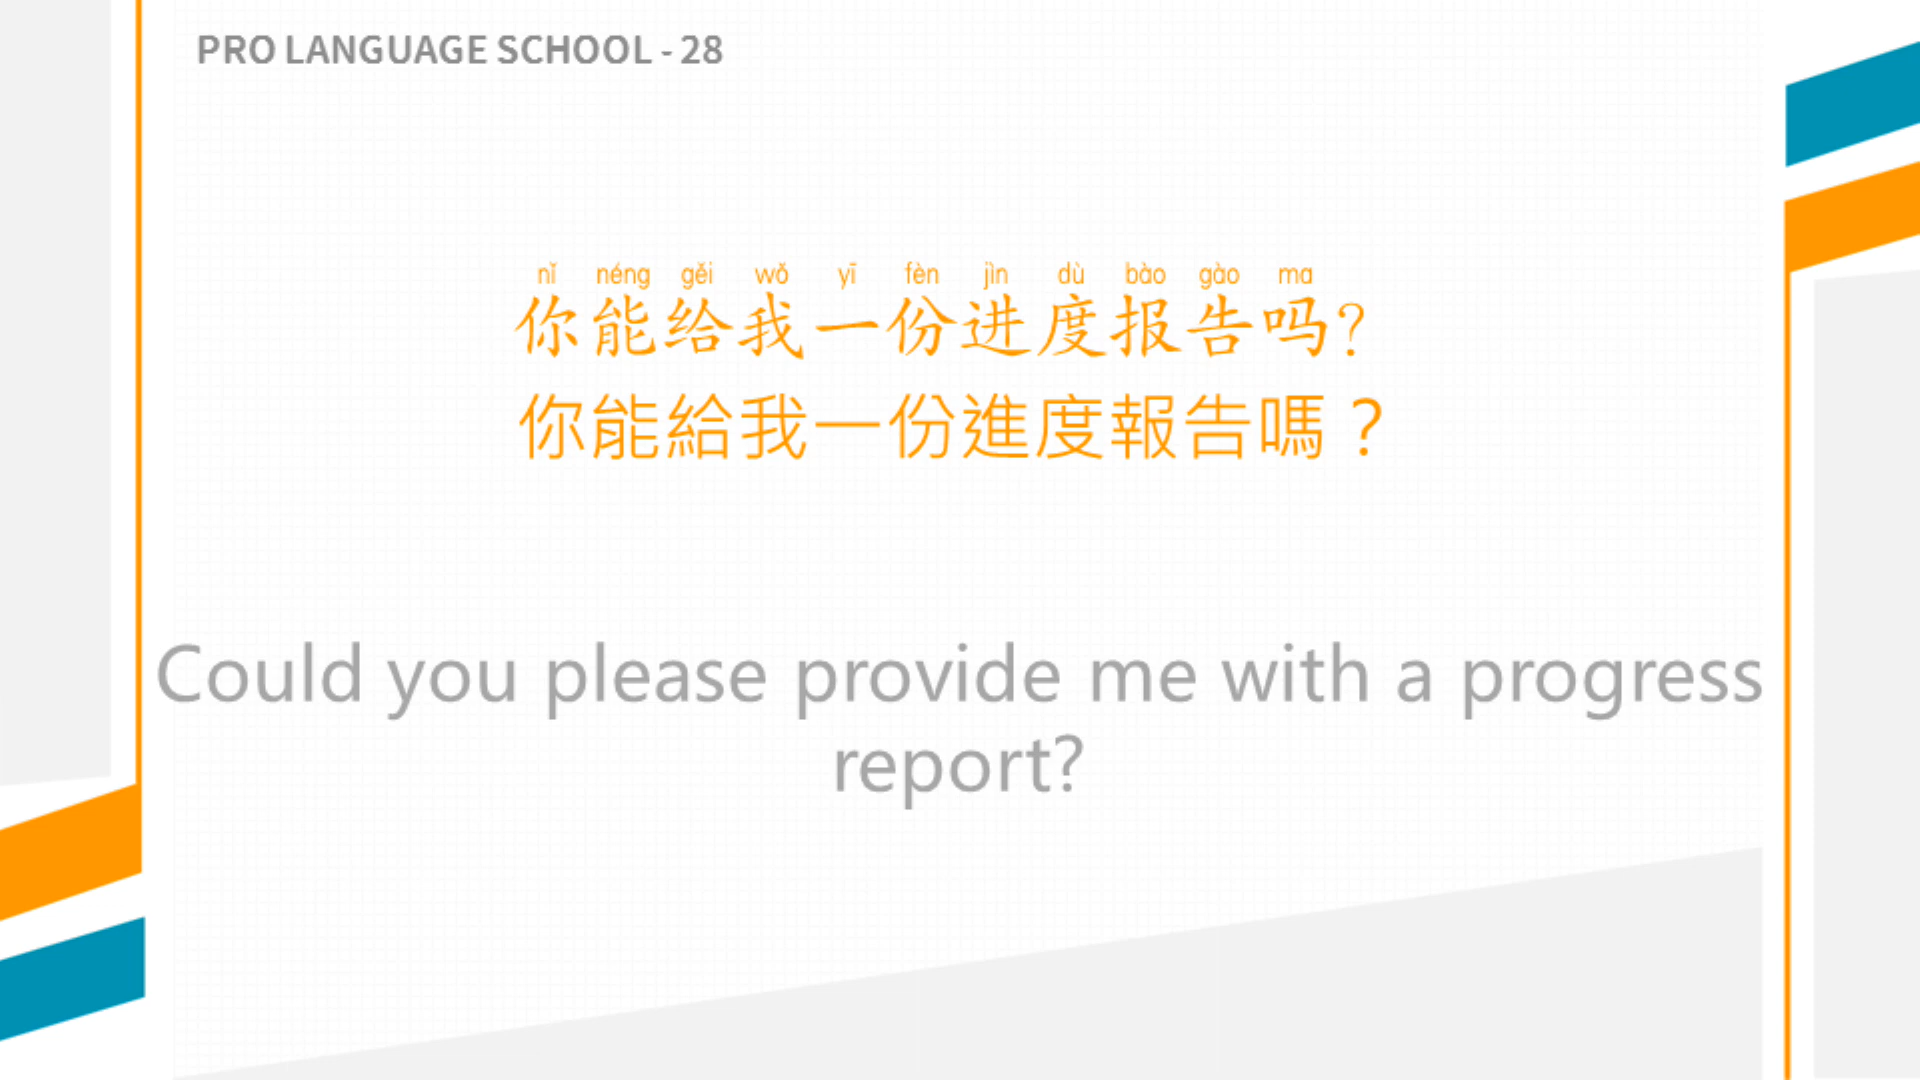 PRO LANGUAGE SCHOOL - 28
nǐ néng gěi wǒ yī fèn jìn dù bào gào ma
你能给我一份进度报告吗?
你能給我一份進度報告嗎？
Could you please provide me with a progress
report?